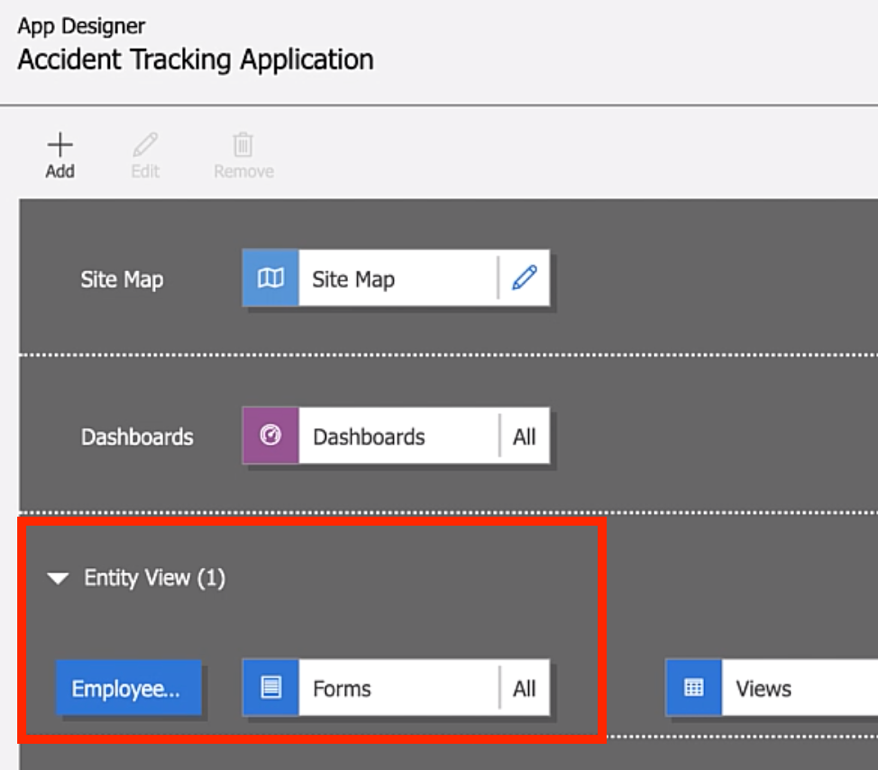 App Designer
Accident Tracking Application
Add Edit Remove
Site Map Site Map
Dashboards Dashboards All
Entity View (1)
Employee... Forms All Views